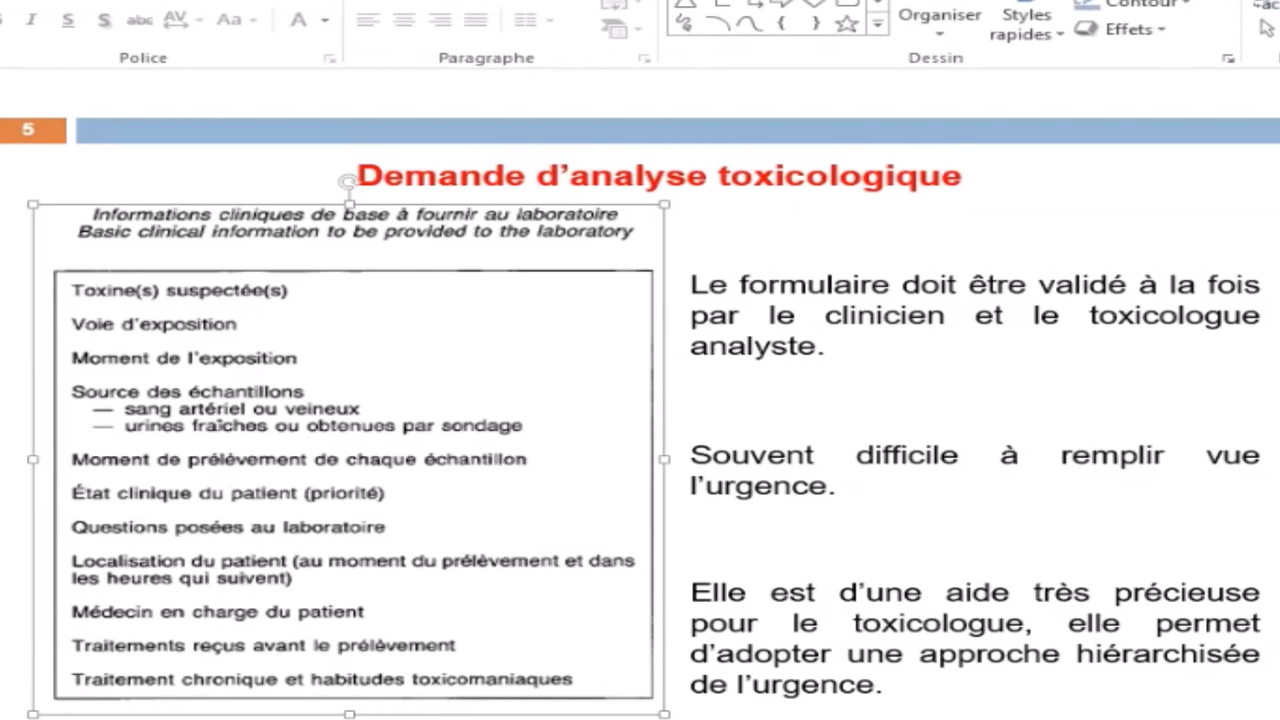 I S S abc AV Aa A
Organiser
Styles
rapides
Contour
Effets
Police
Paragraphe
Dessin
5
Demande d'analyse toxicologique
Informations cliniques de base à fournir au laboratoire
Basic clinical information to be provided to the laboratory
Toxine(s) suspectée(s)
Voie d'exposition
Moment de l'exposition
Source des échantillons
— sang artériel ou veineux
— urines fraîches ou obtenues par sondage
Moment de prélèvement de chaque échantillon
État clinique du patient (priorité)
Questions posées au laboratoire
Localisation du patient (au moment du prélèvement et dans
les heures qui suivent)
Médecin en charge du patient
Traitements reçus avant le prélèvement
Traitement chronique et habitudes toxicomaniaques
Le formulaire doit être validé à la fois
par le clinicien et le toxicologue
analyste.
Souvent difficile à remplir vue
l'urgence.
Elle est d'une aide très précieuse
pour le toxicologue, elle permet
d'adopter une approche hiérarchisée
de l'urgence.